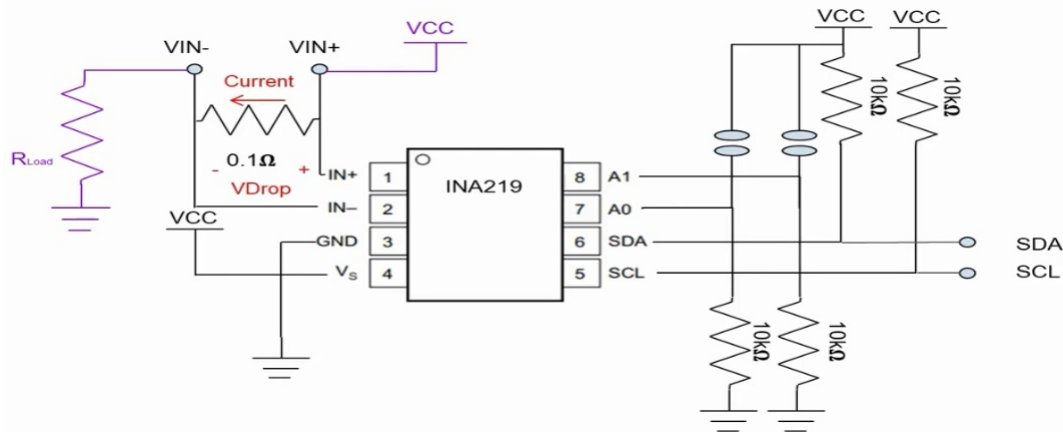 VCC
VCC
VCC
VIN-
VIN+
Current
10kΩ
10kΩ
RLoad
0.1Ω
- VDrop +
VCC
INA219
IN+ 1
IN– 2
GND 3
VS 4
8 A1
7 A0
6 SDA
5 SCL
SDA
SCL
10kΩ
10kΩ